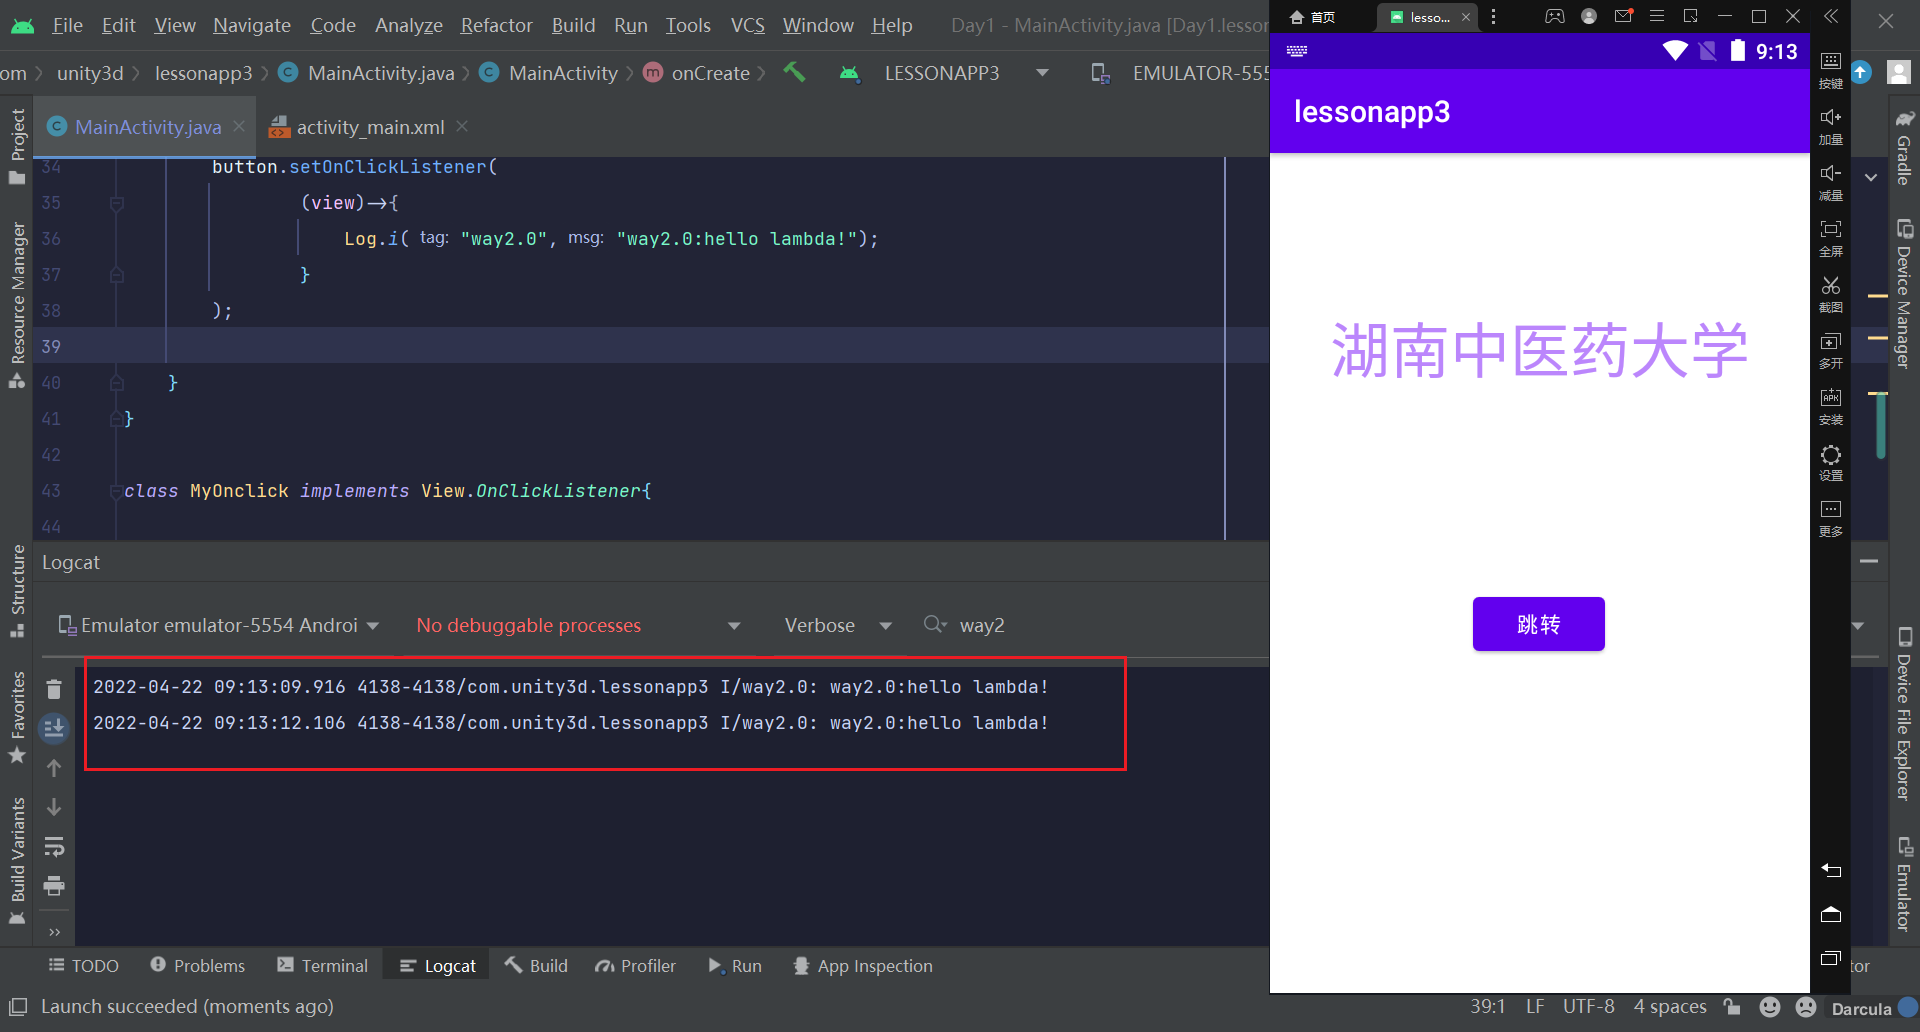 File Edit View Navigate Code Analyze Refactor Build Run Tools VCS Window Help Day1 - MainActivity.java [Day1.lesson
om unity3d lessonapp3 MainActivity.java MainActivity onCreate LESSONAPP3 EMULATOR-555
MainActivity.java activity_main.xml
34 button.setOnClickListener(
35 (view)→{
36 Log.i( tag: "way2.0", msg: "way2.0:hello lambda!");
37 }
38 );
39
40 }
41 }
42
43 class MyOnclick implements View.OnClickListener{
44
Logcat
Emulator emulator-5554 Androi No debuggable processes Verbose way2
2022-04-22 09:13:09.916 4138-4138/com.unity3d.lessonapp3 I/way2.0: way2.0:hello lambda!
2022-04-22 09:13:12.106 4138-4138/com.unity3d.lessonapp3 I/way2.0: way2.0:hello lambda!
Project
Resource Manager
Structure
Favorites
Build Variants
首页 lesso...
9:13
lessonapp3
湖南中医药大学
跳转
按键
加量
减量
全屏
截图
多开
APK
安装
设置
更多
Gradle
Device Manager
Device File Explorer
Emulator
TODO Problems Terminal Logcat Build Profiler Run App Inspection tor
Launch succeeded (moments ago) 39:1 LF UTF-8 4 spaces Darcula